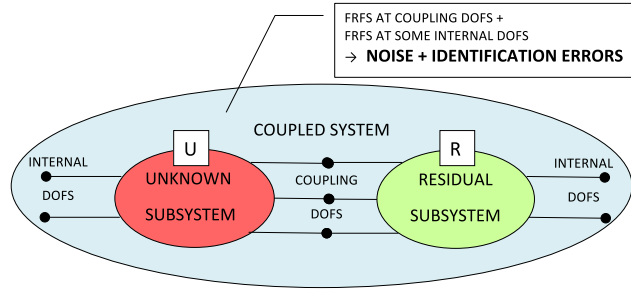 FRFS AT COUPLING DOFS +
FRFS AT SOME INTERNAL DOFS
→ NOISE + IDENTIFICATION ERRORS
COUPLED SYSTEM
U
R
INTERNAL
DOFS
UNKNOWN
SUBSYSTEM
COUPLING
DOFS
RESIDUAL
SUBSYSTEM
INTERNAL
DOFS